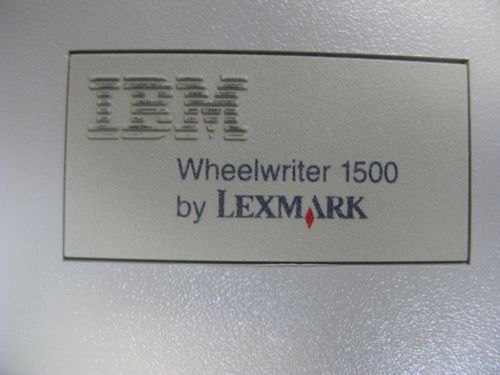 IBM
Wheelwriter 1500
by LEXMARK